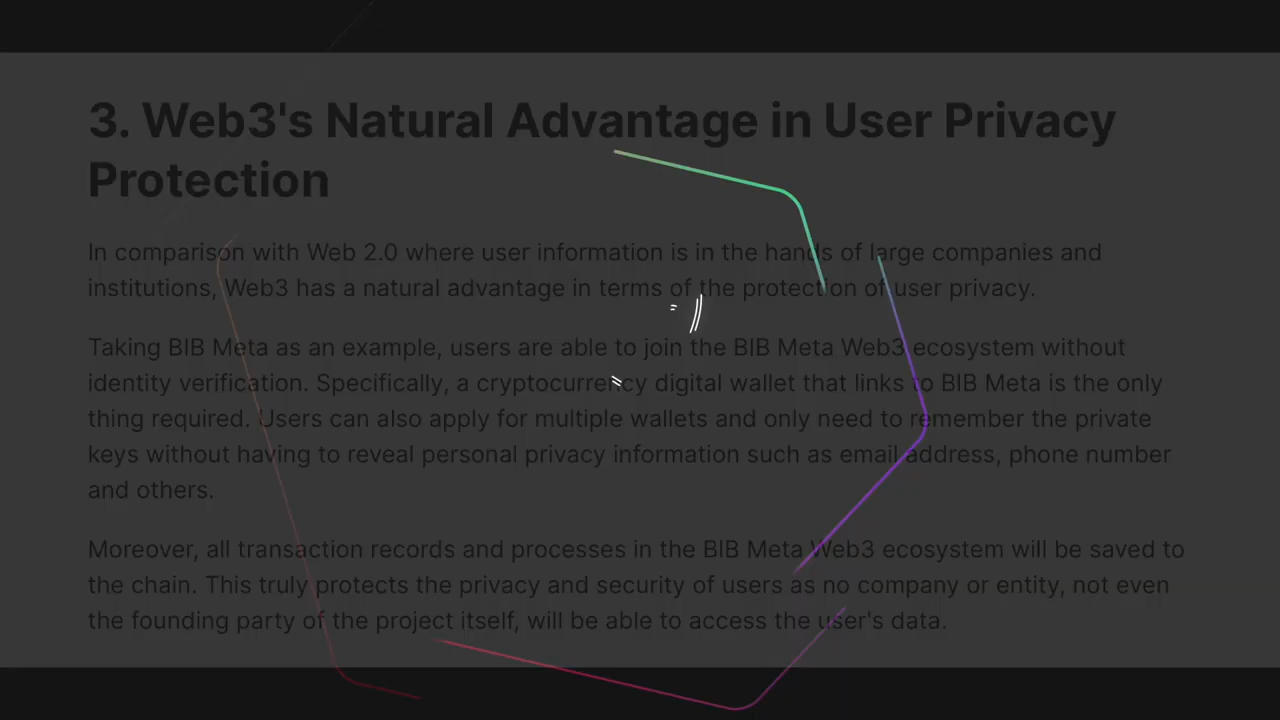 3. Web3's Natural Advantage in User Privacy
Protection
In comparison with Web 2.0 where user information is in the hands of large companies and
institutions, Web3 has a natural advantage in terms of the protection of user privacy.
Taking BIB Meta as an example, users are able to join the BIB Meta Web3 ecosystem without
identity verification. Specifically, a cryptocurrency digital wallet that links to BIB Meta is the only
thing required. Users can also apply for multiple wallets and only need to remember the private
keys without having to reveal personal privacy information such as email address, phone number
and others.
Moreover, all transaction records and processes in the BIB Meta Web3 ecosystem will be saved to
the chain. This truly protects the privacy and security of users as no company or entity, not even
the founding party of the project itself, will be able to access the user's data.